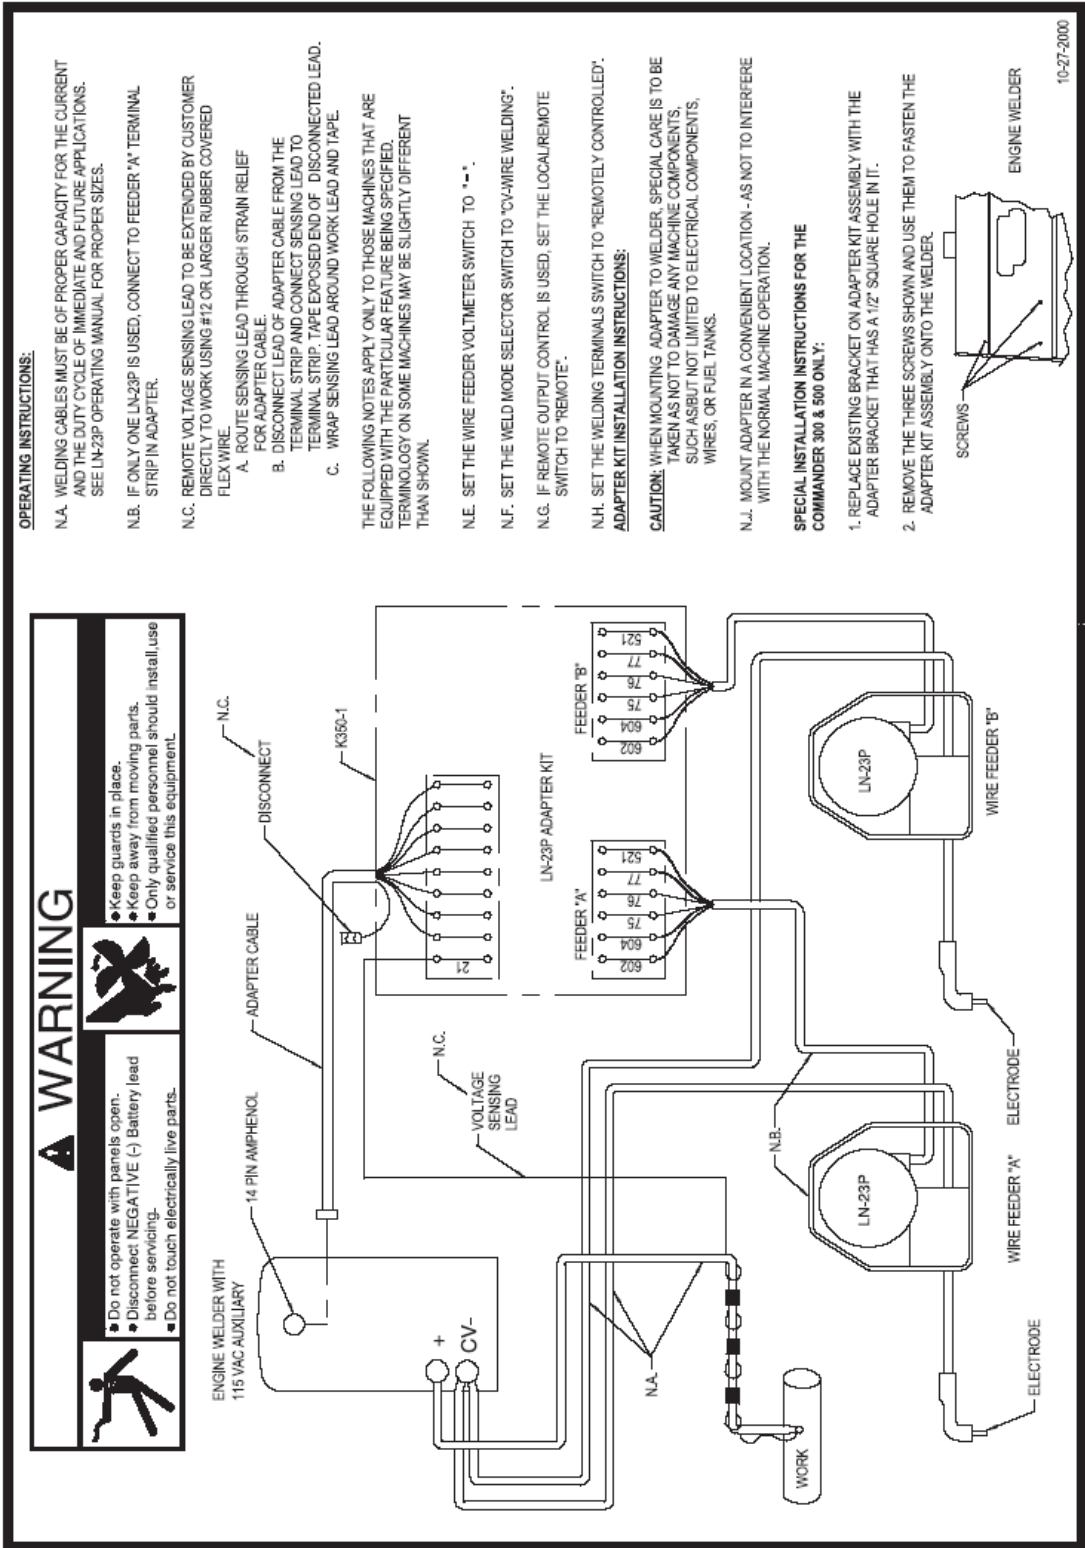 WARNING
●Do not operate with panels open.
●Disconnect NEGATIVE (-) Battery lead
before servicing.
●Do not touch electrically live parts.
●Keep guards in place.
●Keep away from moving parts.
●Only qualified personnel should install,use
or service this equipment.
ENGINE WELDER WITH
115 VAC AUXILIARY
14 PIN AMPHENOL
ADAPTER CABLE
DISCONNECT
N.C.
K350-1
+
CV-
21
N.C.
VOLTAGE
SENSING
LEAD
LN-23P ADAPTER KIT
FEEDER "A"
602
604
75
76
77
521
FEEDER "B"
602
604
75
76
77
521
N.A.
N.B.
WORK
LN-23P
LN-23P
WIRE FEEDER "A"
WIRE FEEDER "B"
ELECTRODE
ELECTRODE
OPERATING INSTRUCTIONS:
N.A. WELDING CABLES MUST BE OF PROPER CAPACITY FOR THE CURRENT
AND THE DUTY CYCLE OF IMMEDIATE AND FUTURE APPLICATIONS.
SEE LN-23P OPERATING MANUAL FOR PROPER SIZES.
N.B. IF ONLY ONE LN-23P IS USED, CONNECT TO FEEDER "A" TERMINAL
STRIP IN ADAPTER.
N.C. REMOTE VOLTAGE SENSING LEAD TO BE EXTENDED BY CUSTOMER
DIRECTLY TO WORK USING #12 OR LARGER RUBBER COVERED
FLEX WIRE.
A. ROUTE SENSING LEAD THROUGH STRAIN RELIEF
FOR ADAPTER CABLE.
B. DISCONNECT LEAD OF ADAPTER CABLE FROM THE
TERMINAL STRIP AND CONNECT SENSING LEAD TO
TERMINAL STRIP. TAPE EXPOSED END OF DISCONNECTED LEAD.
C. WRAP SENSING LEAD AROUND WORK LEAD AND TAPE.
THE FOLLOWING NOTES APPLY ONLY TO THOSE MACHINES THAT ARE
EQUIPPED WITH THE PARTICULAR FEATURE BEING SPECIFIED.
TERMINOLOGY ON SOME MACHINES MAY BE SLIGHTLY DIFFERENT
THAN SHOWN.
N.E. SET THE WIRE FEEDER VOLTMETER SWITCH TO "-".
N.F. SET THE WELD MODE SELECTOR SWITCH TO "CV-WIRE WELDING".
N.G. IF REMOTE OUTPUT CONTROL IS USED, SET THE LOCAL/REMOTE
SWITCH TO "REMOTE".
N.H. SET THE WELDING TERMINALS SWITCH TO "REMOTELY CONTROLLED".
ADAPTER KIT INSTALLATION INSTRUCTIONS:
CAUTION: WHEN MOUNTING ADAPTER TO WELDER, SPECIAL CARE IS TO BE
TAKEN AS NOT TO DAMAGE ANY MACHINE COMPONENTS,
SUCH AS/BUT NOT LIMITED TO ELECTRICAL COMPONENTS,
WIRES, OR FUEL TANKS.
N.J. MOUNT ADAPTER IN A CONVENIENT LOCATION - AS NOT TO INTERFERE
WITH THE NORMAL MACHINE OPERATION.
SPECIAL INSTALLATION INSTRUCTIONS FOR THE
COMMANDER 300 & 500 ONLY:
1. REPLACE EXISTING BRACKET ON ADAPTER KIT ASSEMBLY WITH THE
ADAPTER BRACKET THAT HAS A 1/2" SQUARE HOLE IN IT.
2. REMOVE THE THREE SCREWS SHOWN AND USE THEM TO FASTEN THE
ADAPTER KIT ASSEMBLY ONTO THE WELDER.
SCREWS
ENGINE WELDER
10-27-2000